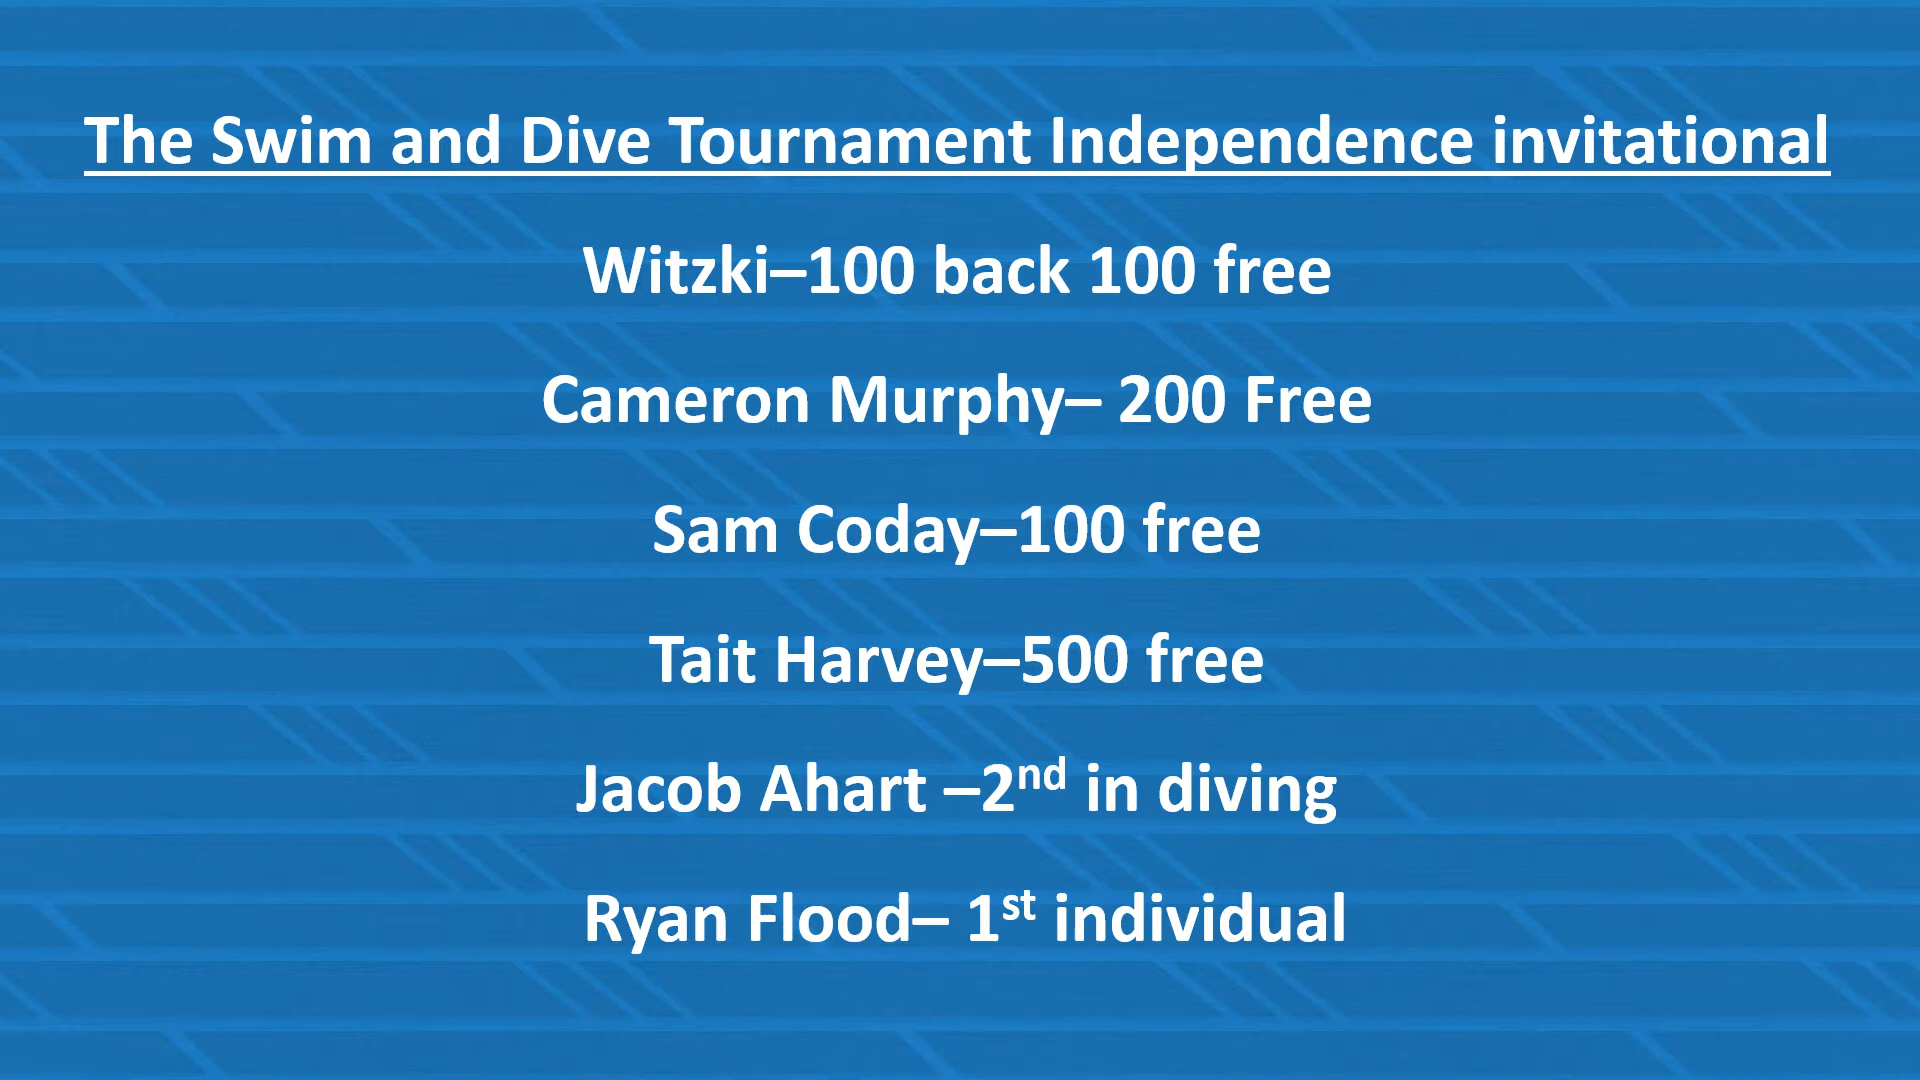 The Swim and Dive Tournament Independence invitational
Witzki–100 back 100 free
Cameron Murphy– 200 Free
Sam Coday–100 free
Tait Harvey–500 free
Jacob Ahart –2nd in diving
Ryan Flood– 1st individual